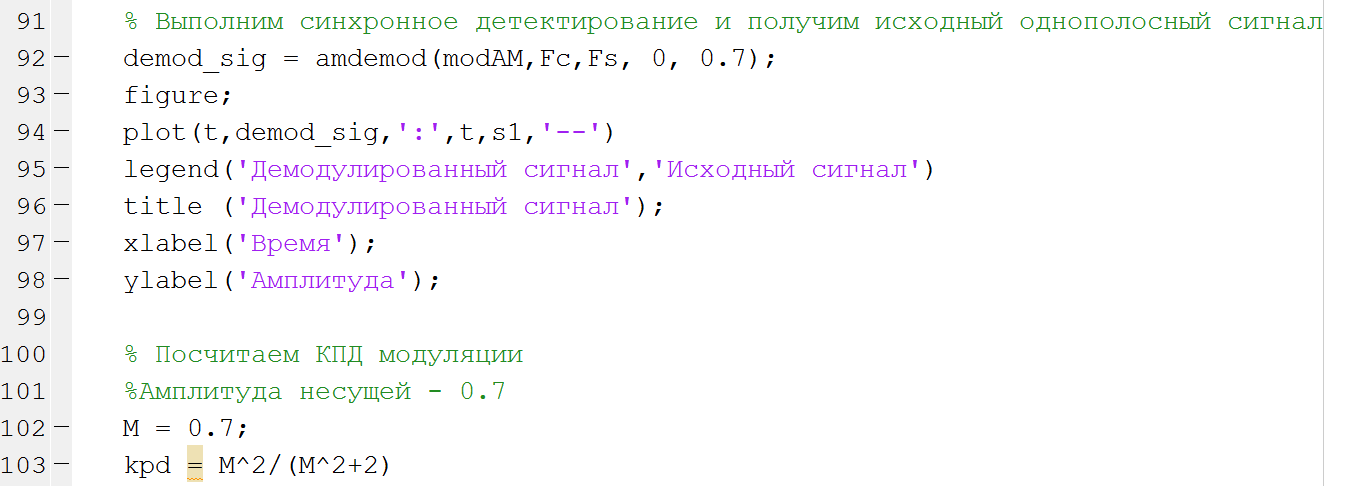 91 % Выполним синхронное детектирование и получим исходный однополосный сигнал
92 – demod_sig = amdemod(modAM,Fc,Fs, 0, 0.7);
93 – figure;
94 – plot(t,demod_sig,':',t,s1,'--')
95 – legend('Демодулированный сигнал','Исходный сигнал')
96 – title ('Демодулированный сигнал');
97 – xlabel('Время');
98 – ylabel('Амплитуда');
99
100 % Посчитаем КПД модуляции
101 %Амплитуда несущей - 0.7
102 – M = 0.7;
103 – kpd = M^2/(M^2+2)